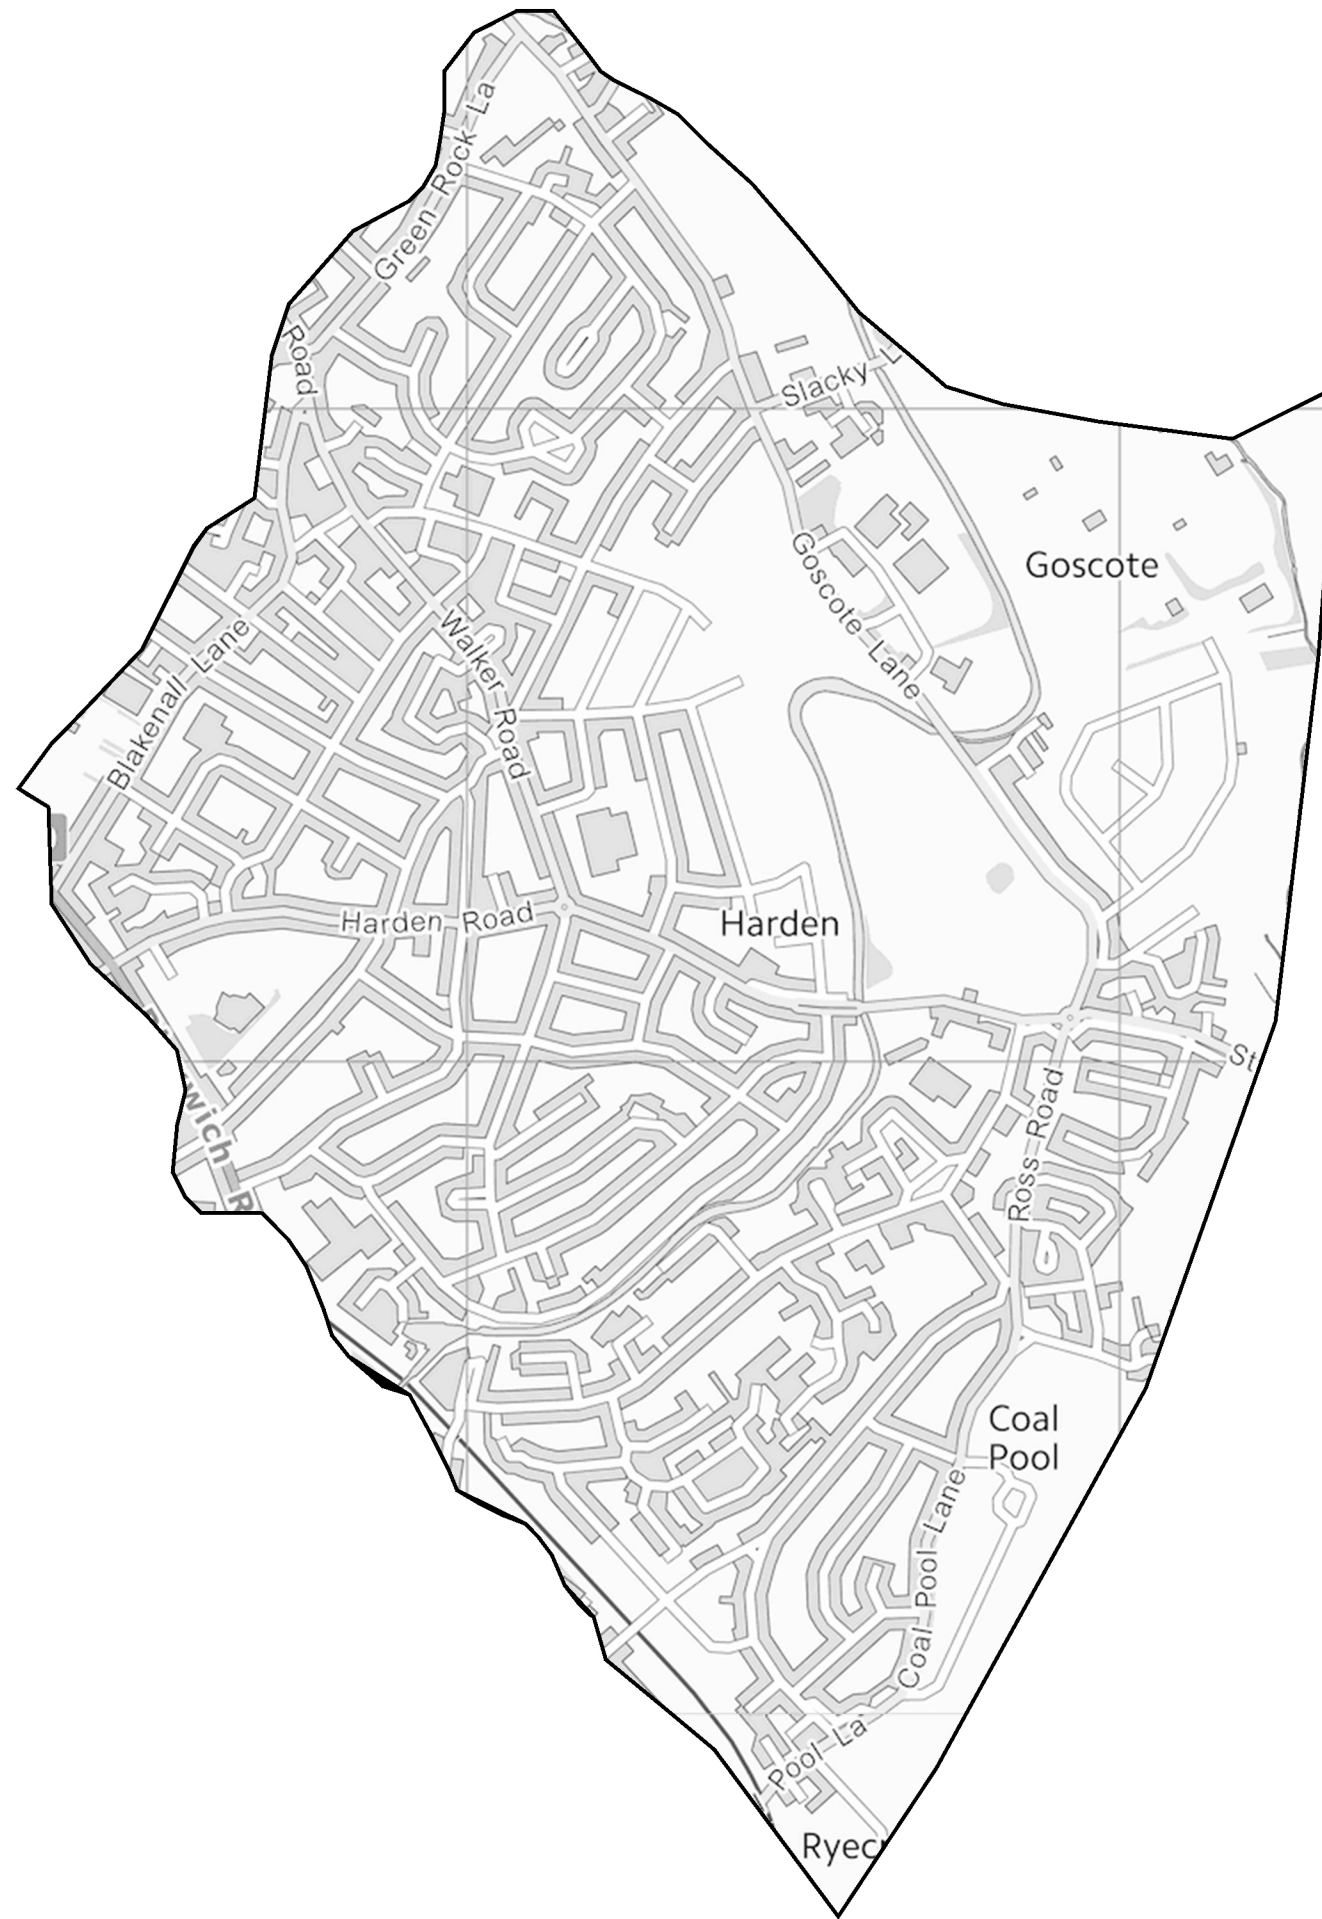 Green Rock La
Road
Slacky L
Goscote
Goscote Lane
Walker Road
Blakenall Lane
Harden Road
Harden
St
wich R
Ross Road
Coal
Pool
Coal Pool Lane
Pool La
Ryec